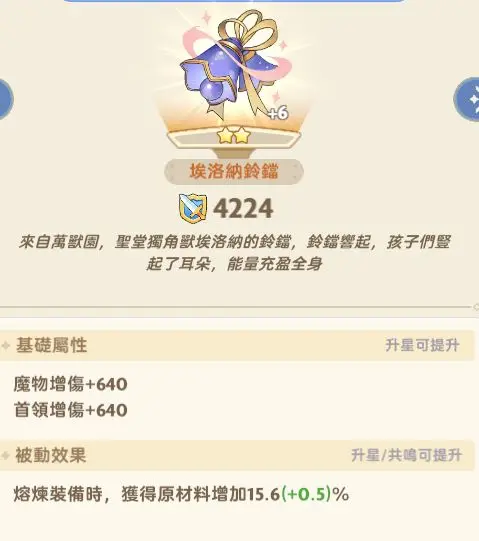 +6
埃洛納鈴鐺
4224
來自萬獸園，聖堂獨角獸埃洛納的鈴鐺，鈴鐺響起，孩子們豎
起了耳朵，能量充盈全身
基礎屬性 升星可提升
魔物增傷+640
首領增傷+640
被動效果 升星/共鳴可提升
熔煉裝備時，獲得原材料增加15.6(+0.5)%